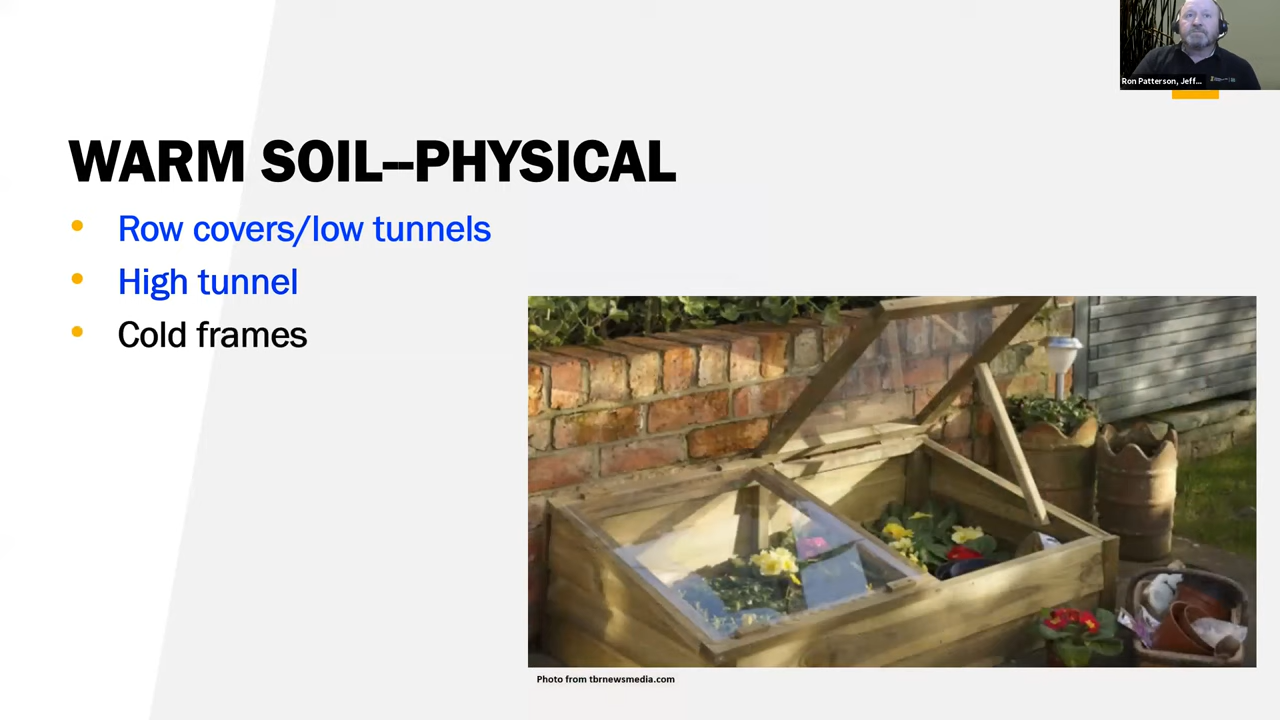 Ron Patterson, Jeff...
WARM SOIL--PHYSICAL
• Row covers/low tunnels
• High tunnel
• Cold frames
Photo from tbrnewsmedia.com